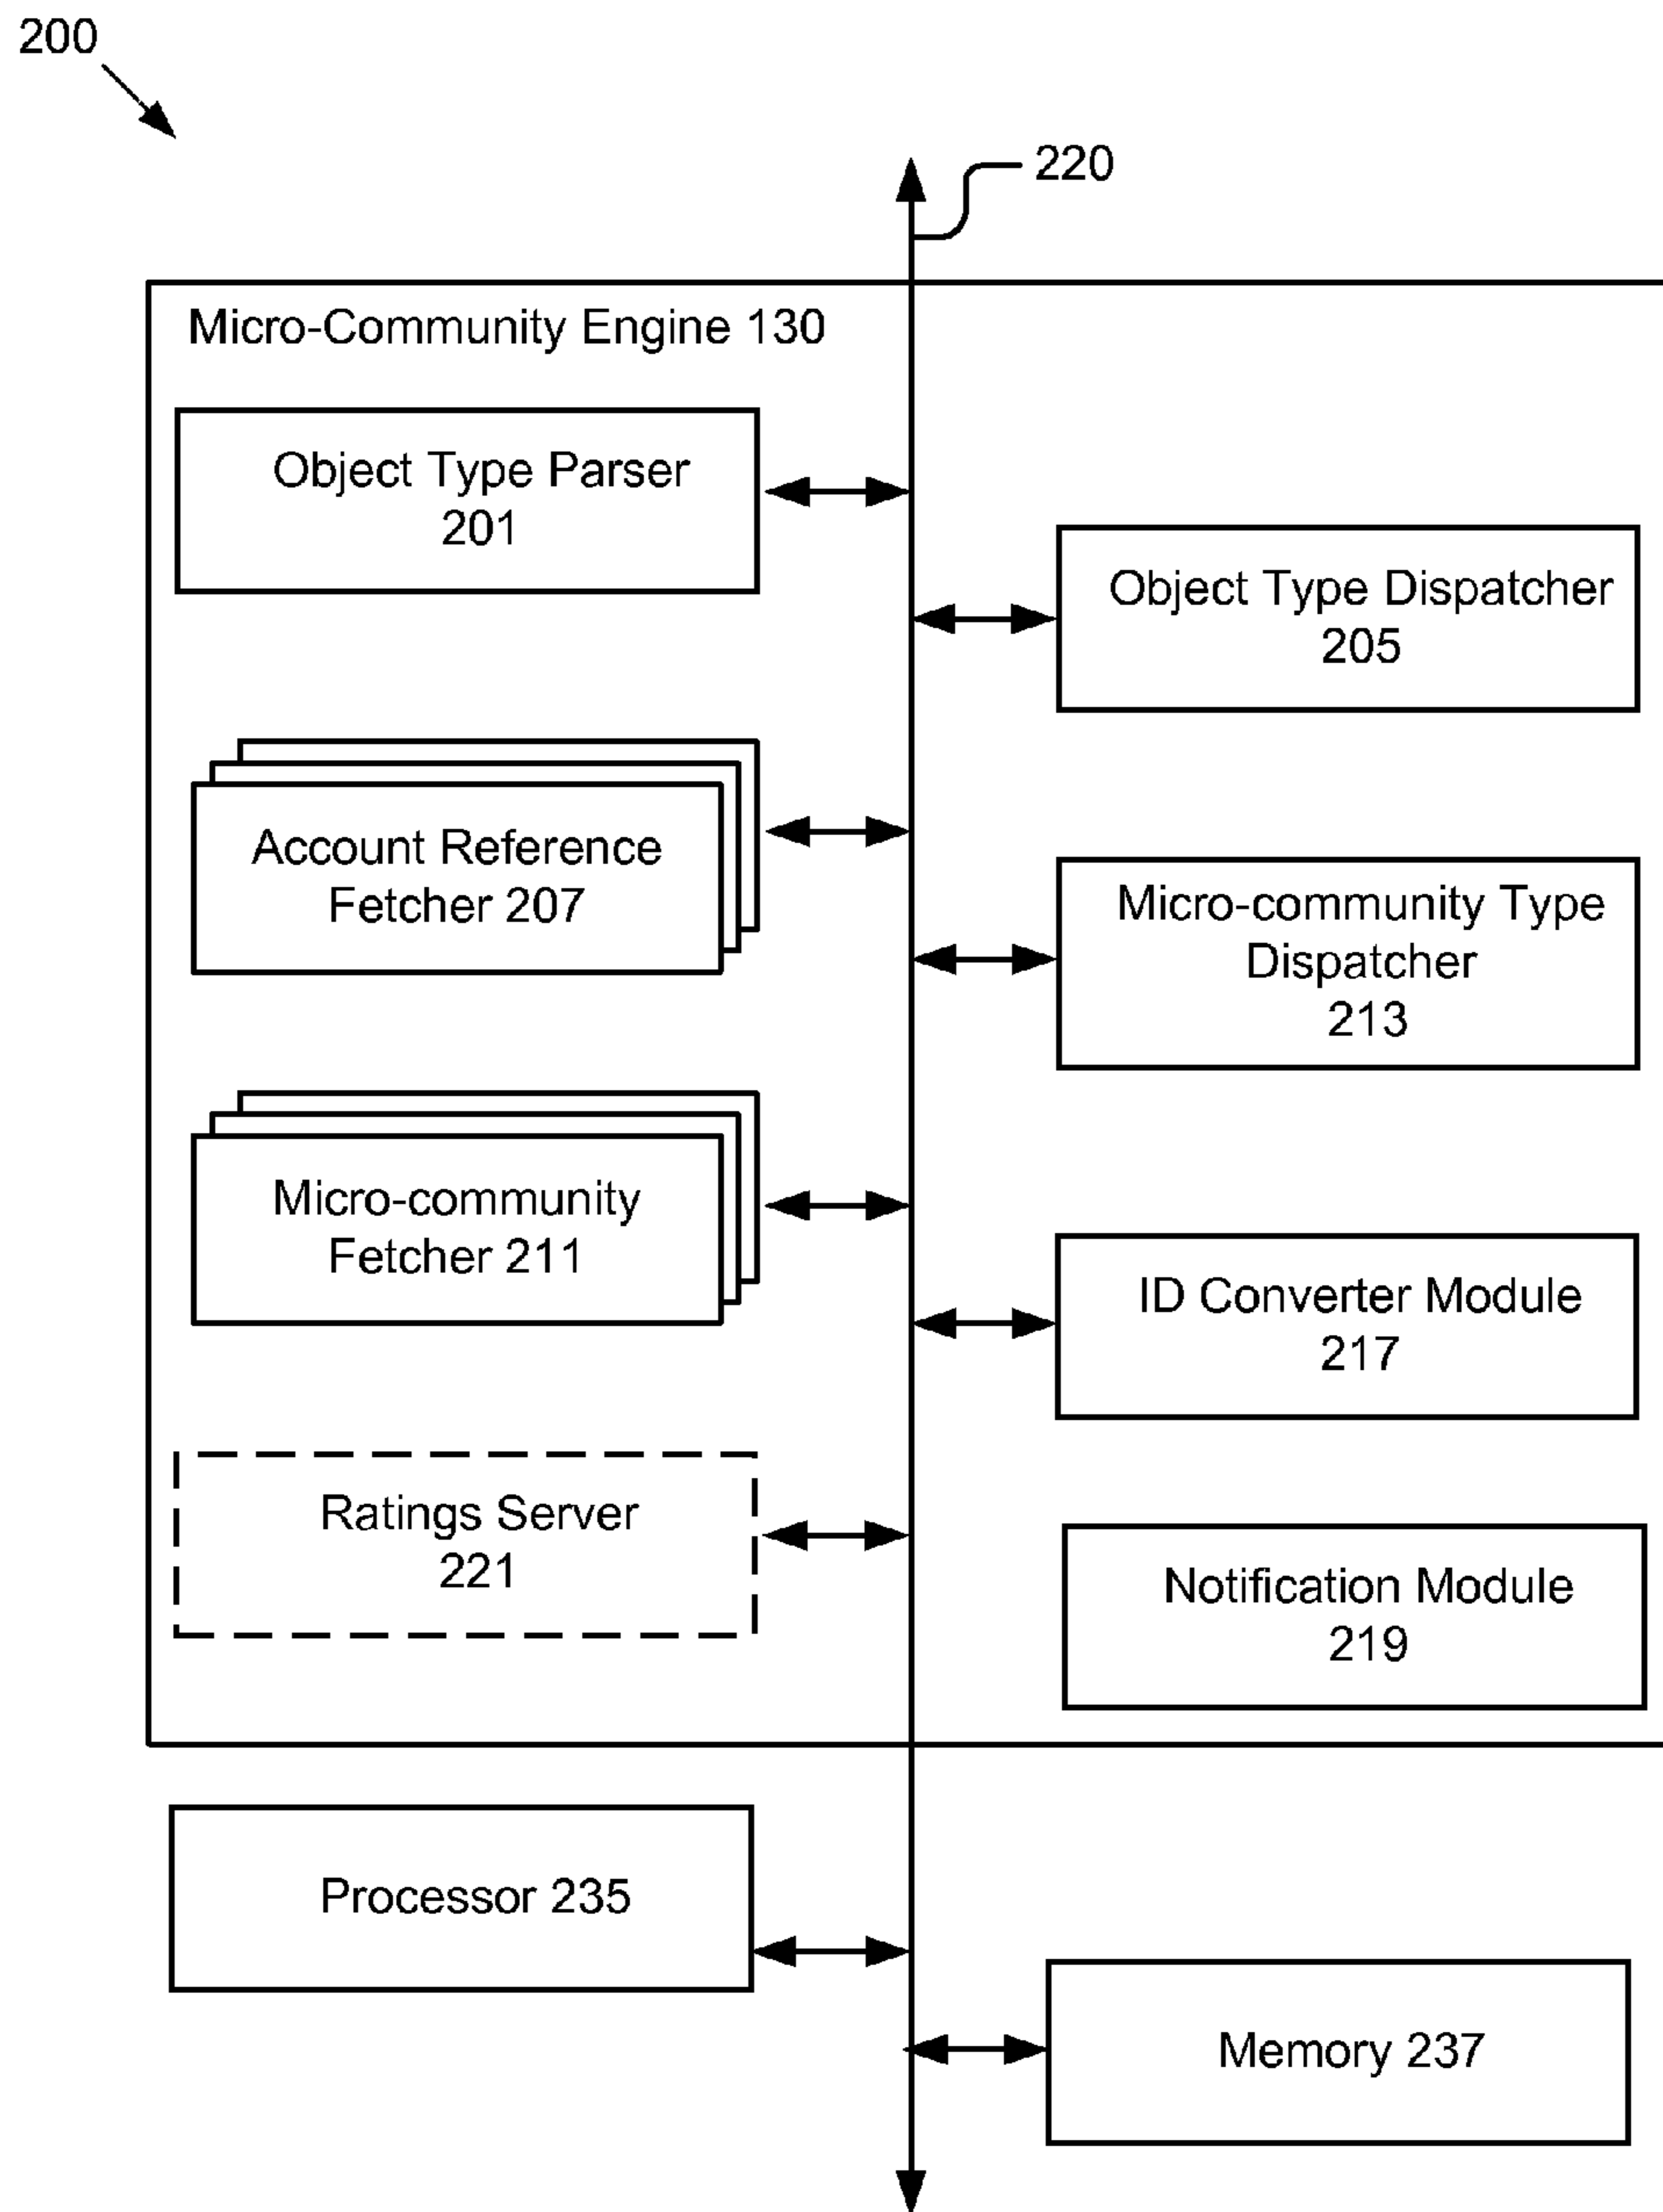 200
220
Micro-Community Engine 130
Object Type Parser
201
Object Type Dispatcher
205
Account Reference
Fetcher 207
Micro-community Type
Dispatcher
213
Micro-community
Fetcher 211
ID Converter Module
217
Ratings Server
221
Notification Module
219
Processor 235
Memory 237